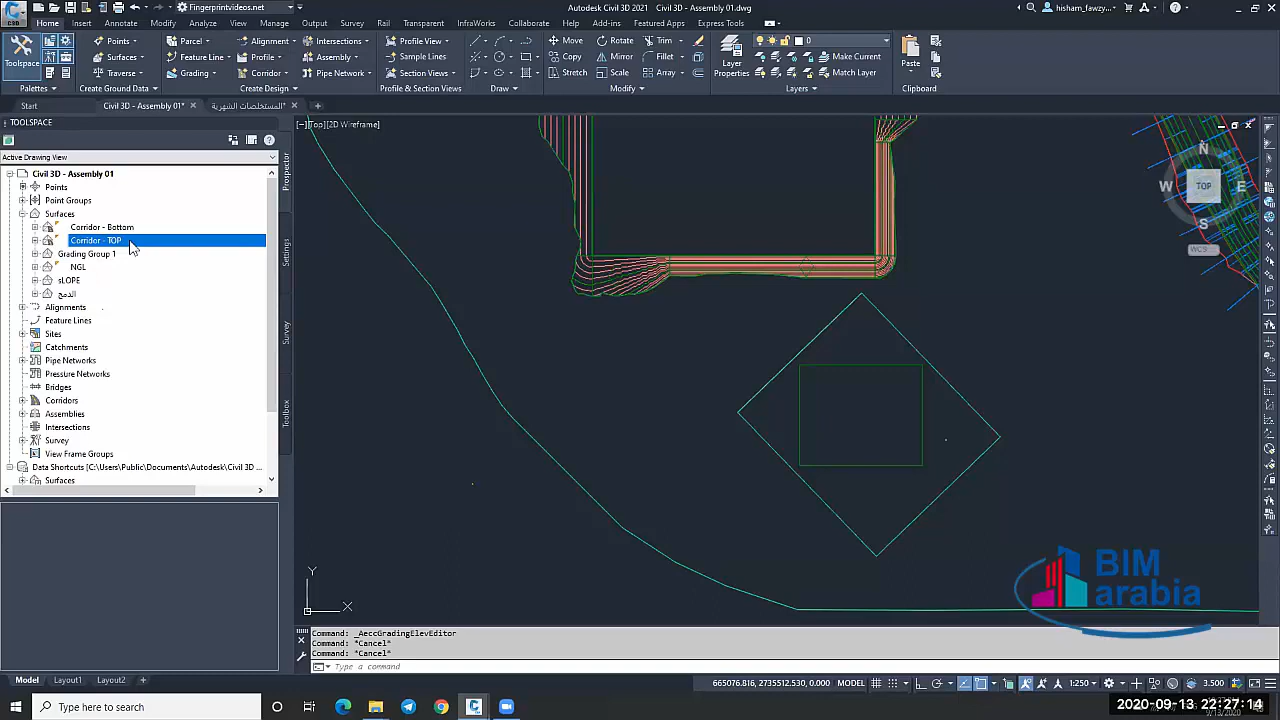 Fingerprintvideos.net
Autodesk Civil 3D 2021 - Assembly 01.dwg
hisham_fawzy...
Home Insert Annotate Modify Analyze View Manage Output Survey Rail Transparent InfraWorks Collaborate Help Add-ins Featured Apps Express Tools
Toolspace
Palettes
Points
Surfaces
Traverse
Create Ground Data
Parcel
Feature Line
Grading
Alignment
Profile
Corridor
Intersections
Assembly
Pipe Network
Create Design
Profile View
Sample Lines
Section Views
Profile & Section Views
Draw
Move
Rotate
Trim
Copy
Mirror
Fillet
Stretch
Scale
Array
Modify
Layer Properties
0
Make Current
Match Layer
Layers
Paste
Clipboard
Start
Civil 3D - Assembly 01*
المستخلصات الشهرية*
TOOLSPACE
Active Drawing View
Civil 3D - Assembly 01
Points
Point Groups
Surfaces
Corridor - Bottom
Corridor - TOP
Grading Group 1
NGL
sLOPE
الدمج
Alignments
Feature Lines
Sites
Catchments
Pipe Networks
Pressure Networks
Bridges
Corridors
Assemblies
Intersections
Survey
View Frame Groups
Data Shortcuts [C:\Users\Public\Documents\Autodesk\Civil 3D ...
Surfaces
Prospector
Settings
Survey
Toolbox
[−][Top][2D Wireframe]
N
W TOP E
S
WCS
Y
X
BIM
arabia
Command: _AeccGradingElevEditor
Command: *Cancel*
Command: *Cancel*
Type a command
Model Layout1 Layout2
665076.816, 2735512.530, 0.000 MODEL
1:250
3.500
Type here to search
2020-09-13 22:27:14